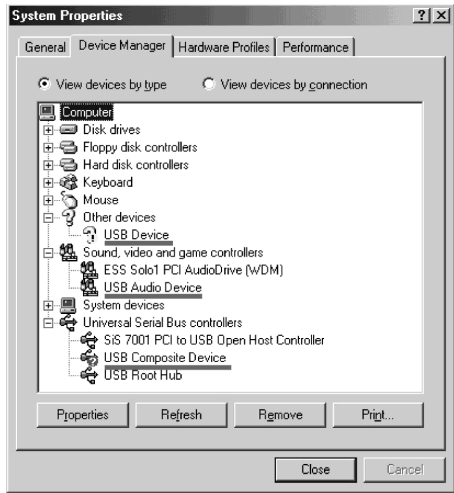 System Properties
General Device Manager Hardware Profiles Performance
View devices by type View devices by connection
Computer
Disk drives
Floppy disk controllers
Hard disk controllers
Keyboard
Mouse
Other devices
USB Device
Sound, video and game controllers
ESS Solo1 PCI AudioDrive (WDM)
USB Audio Device
System devices
Universal Serial Bus controllers
SiS 7001 PCI to USB Open Host Controller
USB Composite Device
USB Root Hub
Properties Refresh Remove Print...
Close Cancel